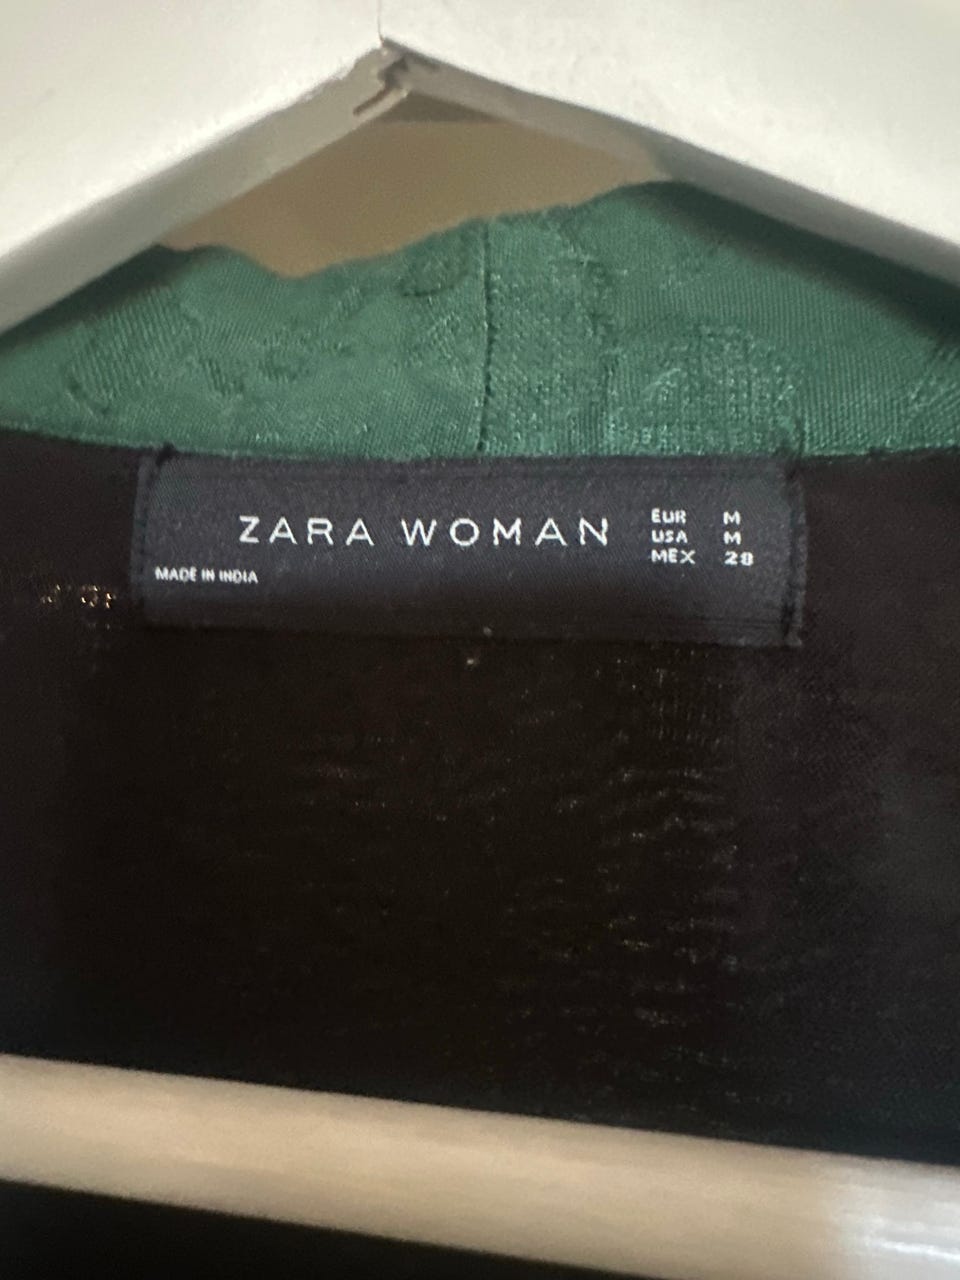 ZARA WOMAN
EUR M
USA M
MEX 28
MADE IN INDIA